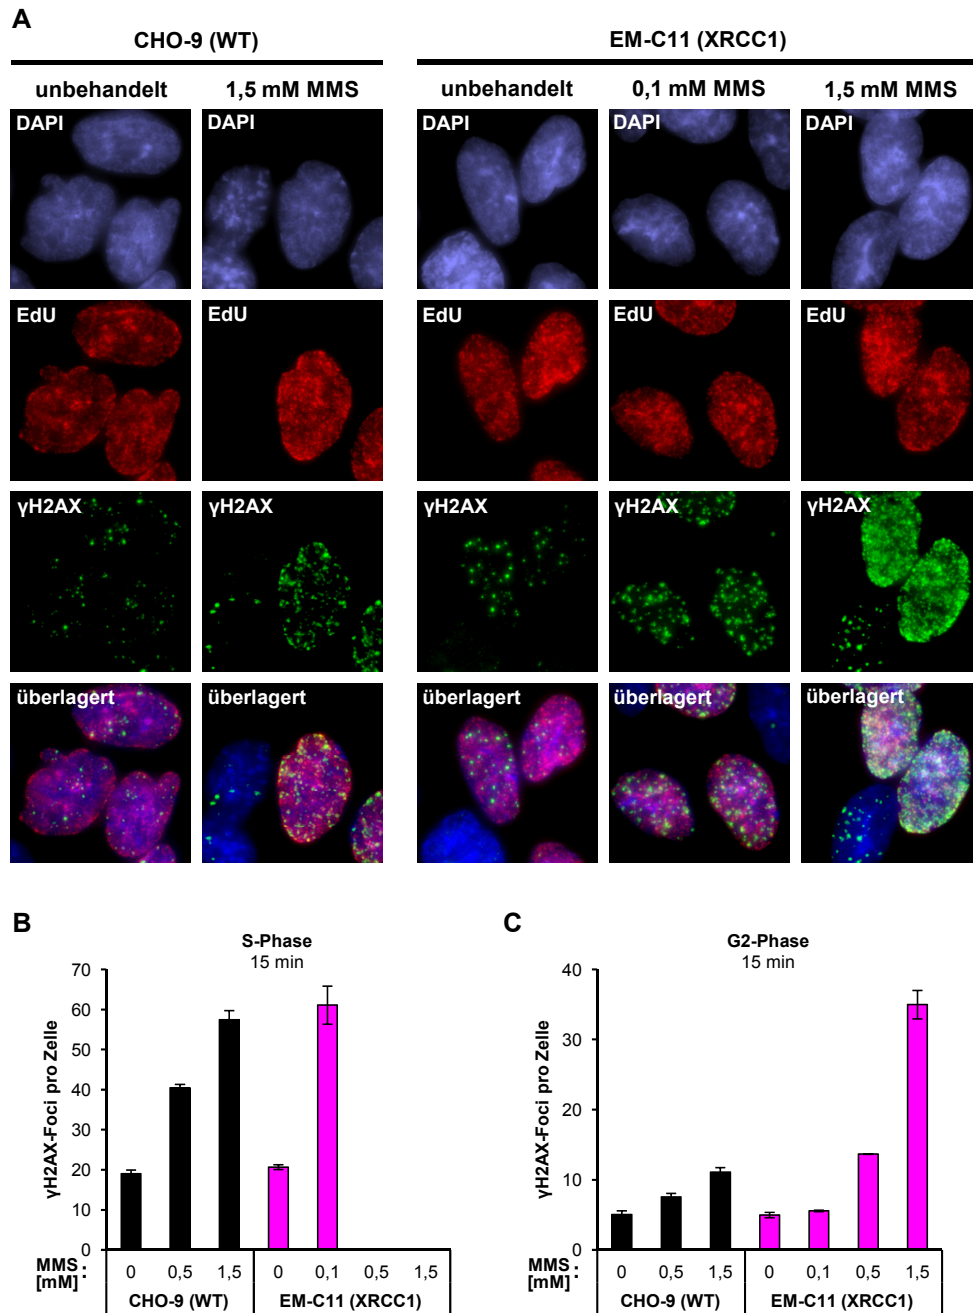 A
CHO-9 (WT) EM-C11 (XRCC1)
unbehandelt 1,5 mM MMS unbehandelt 0,1 mM MMS 1,5 mM MMS
DAPI DAPI DAPI DAPI DAPI
EdU EdU EdU EdU EdU
γH2AX γH2AX γH2AX γH2AX γH2AX
überlagert überlagert überlagert überlagert überlagert
B
S-Phase
15 min
γH2AX-Foci pro Zelle
70
60
50
40
30
20
10
0
MMS :
[mM]
0 0,5 1,5 0 0,1 0,5 1,5
CHO-9 (WT) EM-C11 (XRCC1)
C
G2-Phase
15 min
γH2AX-Foci pro Zelle
40
30
20
10
0
MMS :
[mM]
0 0,5 1,5 0 0,1 0,5 1,5
CHO-9 (WT) EM-C11 (XRCC1)